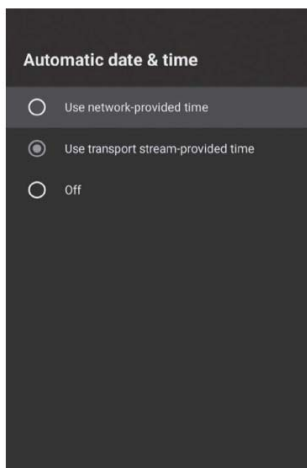 Automatic date & time
Use network-provided time
Use transport stream-provided time
Off